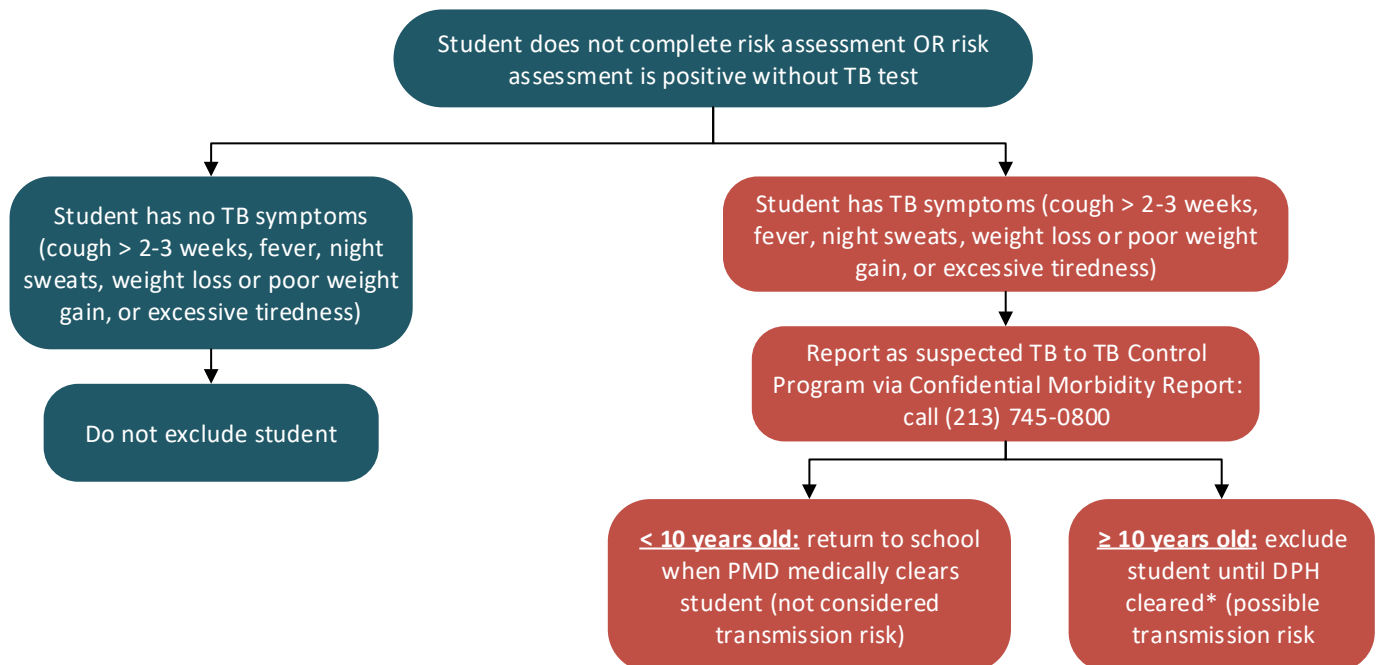 Student does not complete risk assessment OR risk
assessment is positive without TB test
Student has no TB symptoms
(cough > 2-3 weeks, fever, night
sweats, weight loss or poor weight
gain, or excessive tiredness)
Do not exclude student
Student has TB symptoms (cough > 2-3 weeks,
fever, night sweats, weight loss or poor weight
gain, or excessive tiredness)
Report as suspected TB to TB Control
Program via Confidential Morbidity Report:
call (213) 745-0800
< 10 years old: return to school
when PMD medically clears
student (not considered
transmission risk)
≥ 10 years old: exclude
student until DPH
cleared* (possible
transmission risk